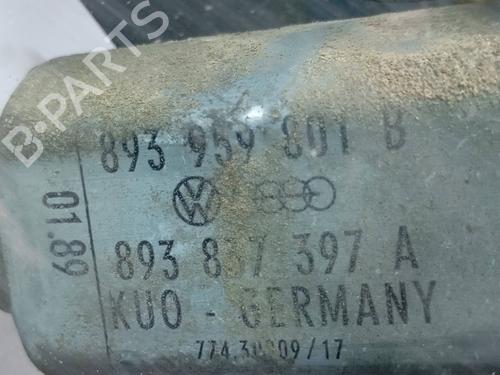 B-PARTS
893 959 801 B
01.89
893 837 397 A
KUO - GERMANY